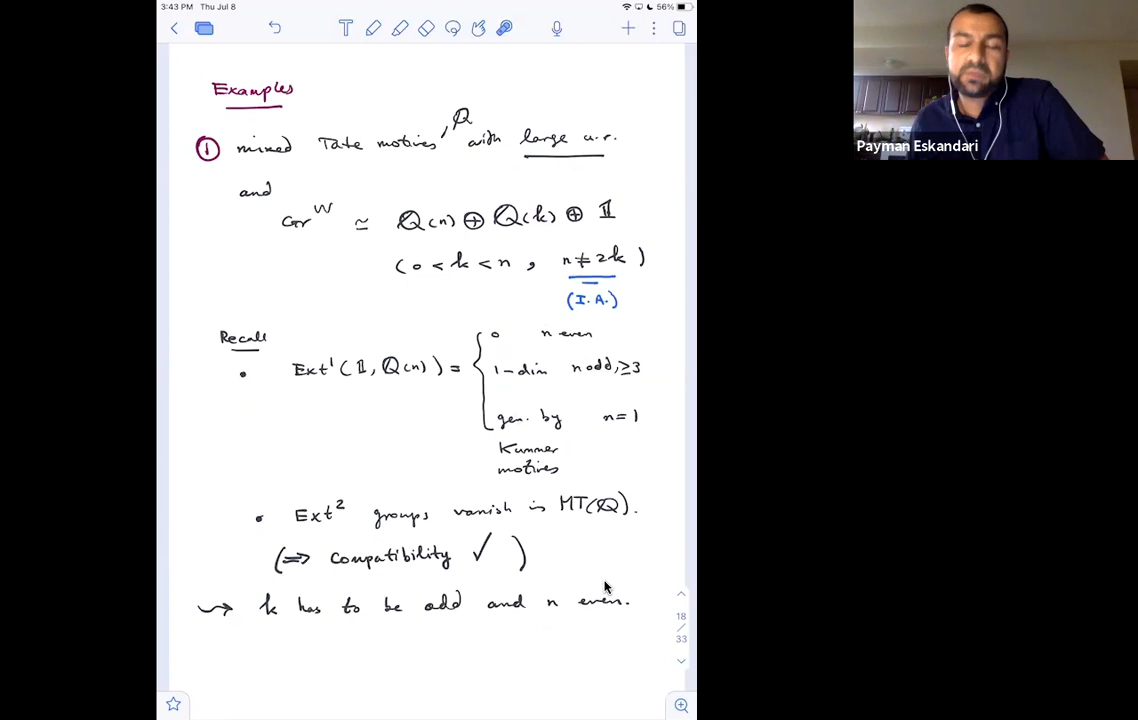 3:43 PM Thu Jul 8
56%
Examples
① mixed Tate motives /ℚ with large u.r.
and
Gr^W ≃ ℚ(n) ⊕ ℚ(k) ⊕ 𝟙
(0 < k < n , n ≠ 2k )
(I.A.)
Recall
• Ext¹(𝟙, ℚ(n)) = { 0 n even
1-dim n odd, ≥3
gen. by n=1
Kummer
motives
• Ext² groups vanish in MT(ℚ).
(⇒ compatibility ✓ )
⇝ k has to be odd and n even.
18
/
33
Payman Eskandari